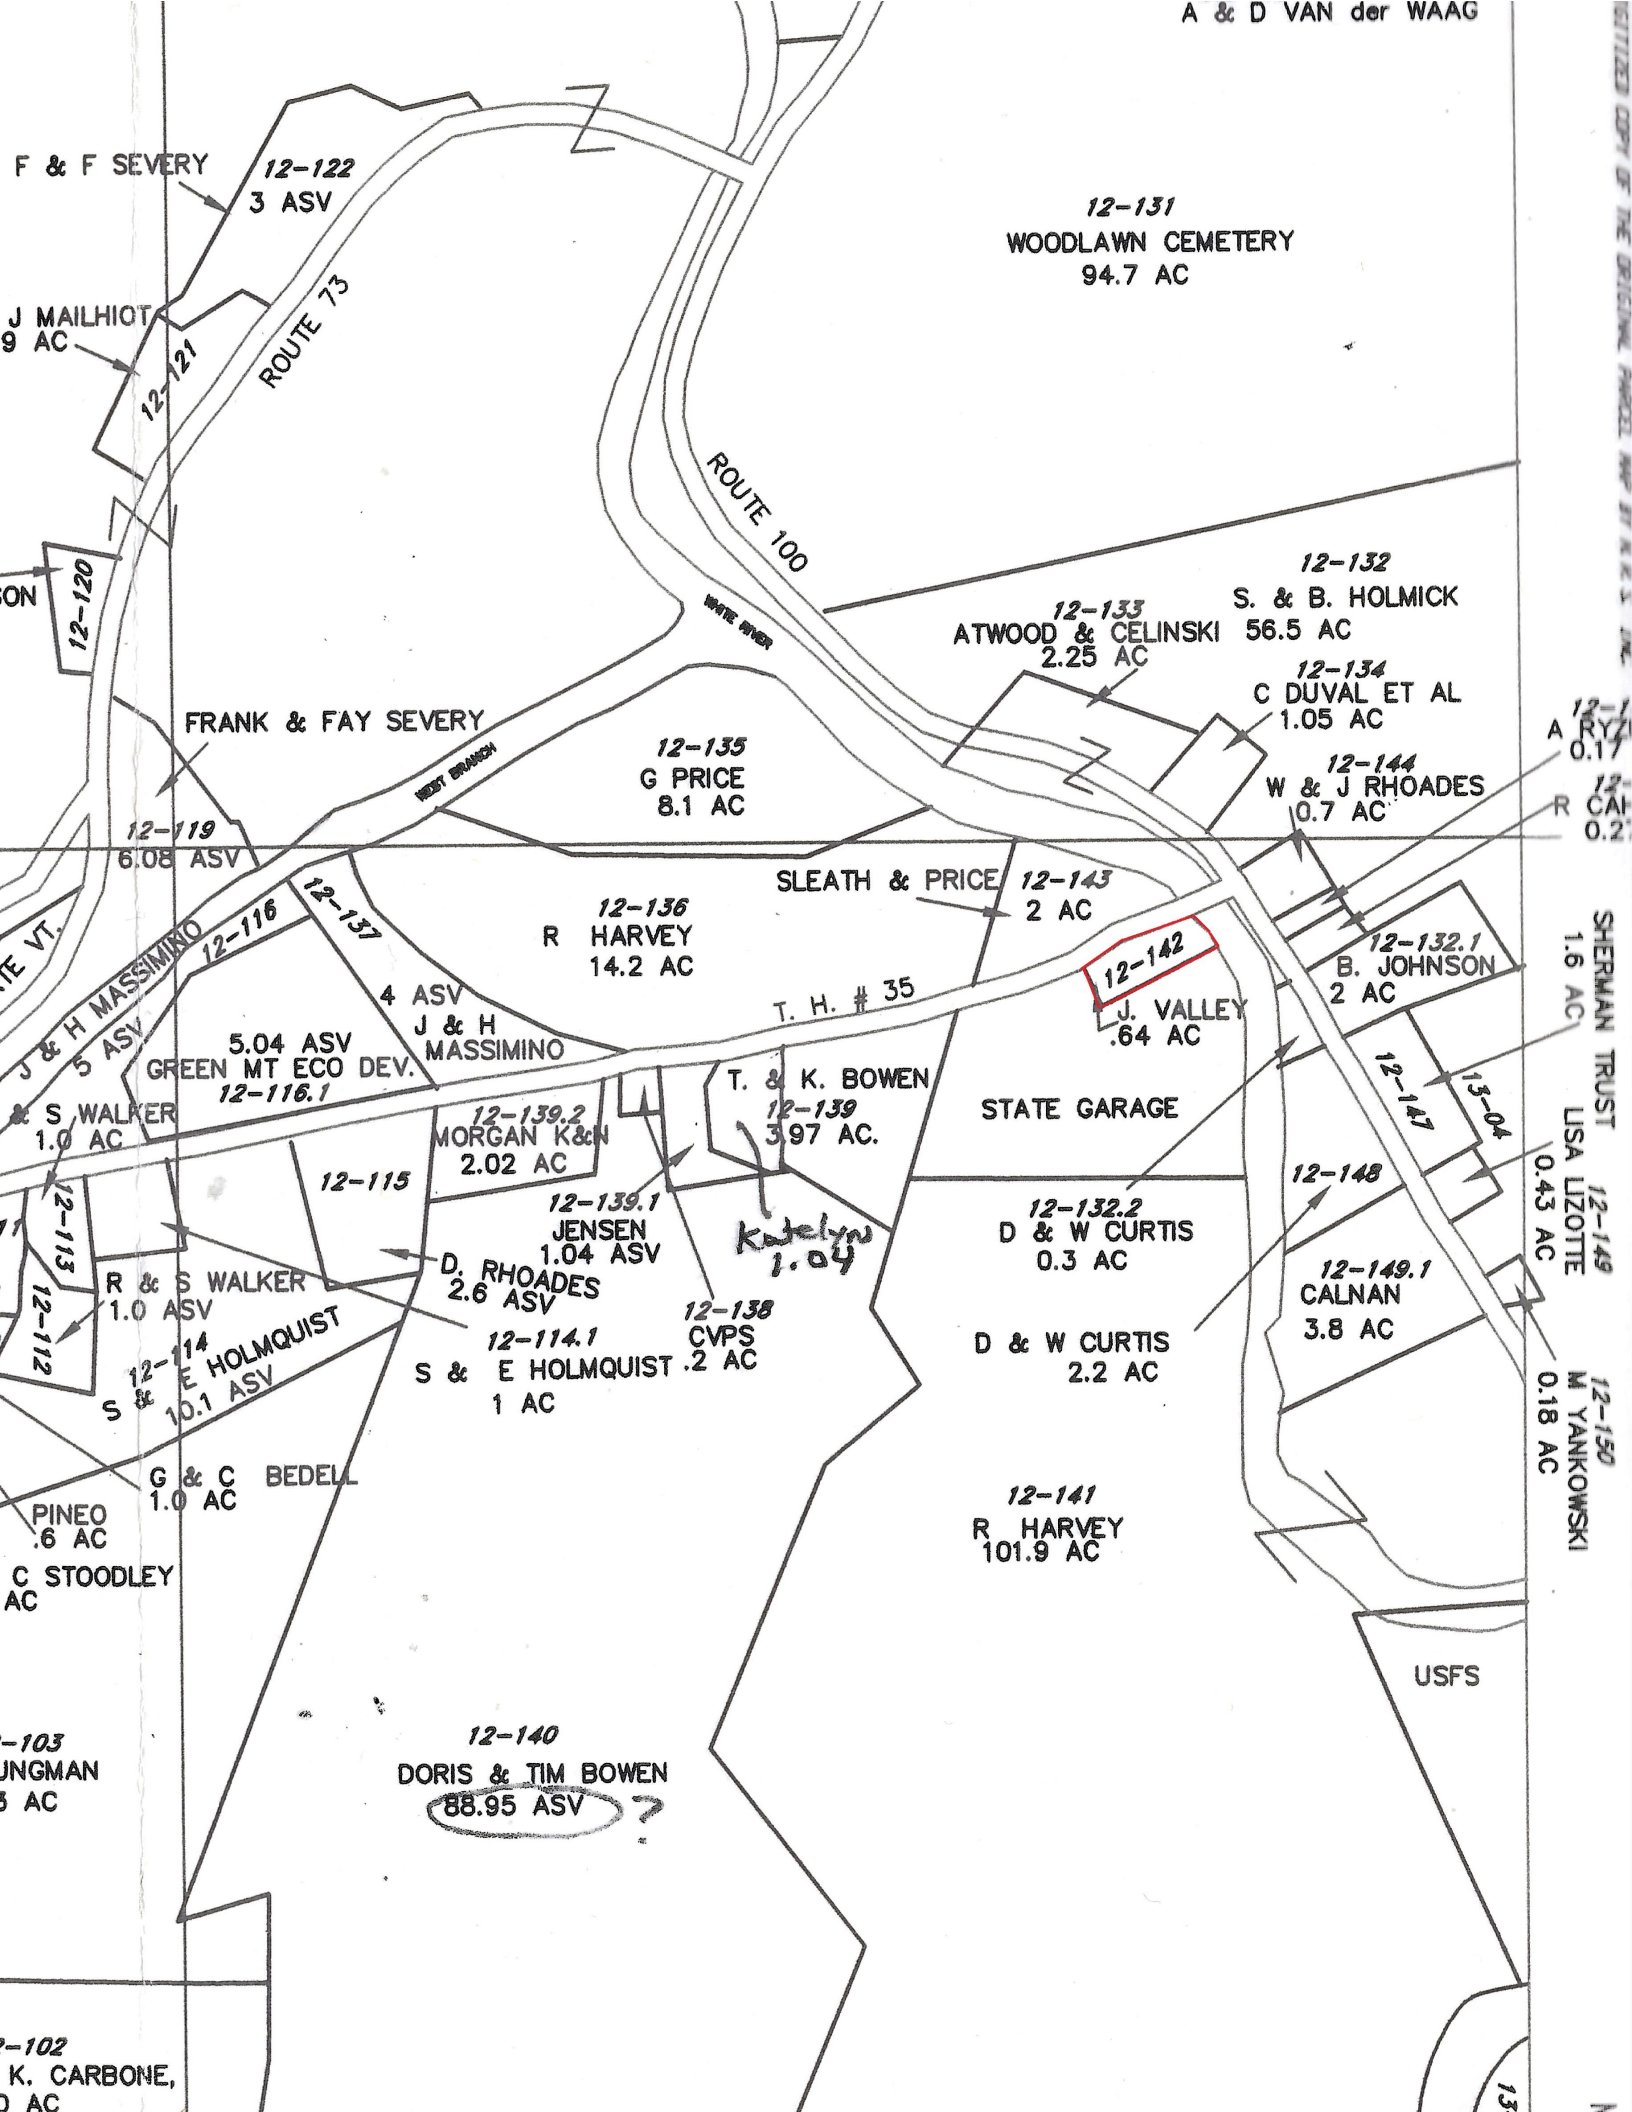 A & D VAN der WAAG
F & F SEVERY
12-122
3 ASV
12-131
WOODLAWN CEMETERY
94.7 AC
J MAILHIOT
9 AC
12-121
ROUTE 73
ROUTE 100
12-120
SON
WHITE RIVER
12-132
S. & B. HOLMICK
56.5 AC
12-133
ATWOOD & CELINSKI
2.25 AC
12-134
C DUVAL ET AL
1.05 AC
FRANK & FAY SEVERY
WEST BRANCH
12-135
G PRICE
8.1 AC
12-144
W & J RHOADES
0.7 AC
0.17
12-119
6.08 ASV
SLEATH & PRICE
12-143
2 AC
12-137
12-116
12-136
R HARVEY
14.2 AC
VT.
J & H MASSIMINO
5 ASV
4 ASV
J & H
MASSIMINO
T. H. # 35
12-142
J. VALLEY
.64 AC
12-132.1
B. JOHNSON
2 AC
SHERMAN TRUST
1.6 AC
5.04 ASV
GREEN MT ECO DEV.
12-116.1
& S WALKER
1.0 AC
12-139.2
MORGAN K&N
2.02 AC
T. & K. BOWEN
12-139
3.97 AC.
STATE GARAGE
12-147
13-04
12-149
LISA LIZOTTE
0.43 AC
12-113
12-115
12-139.1
JENSEN
1.04 ASV
Katelyn
1.04
12-148
12-132.2
D & W CURTIS
0.3 AC
12-112
R & S WALKER
1.0 ASV
D. RHOADES
2.6 ASV
12-138
CVPS
.2 AC
12-149.1
CALNAN
3.8 AC
12-114
S & E HOLMQUIST
10.1 ASV
12-114.1
S & E HOLMQUIST
1 AC
D & W CURTIS
2.2 AC
12-150
M YANKOWSKI
0.18 AC
G & C BEDELL
1.0 AC
PINEO
.6 AC
C STOODLEY
AC
12-141
R HARVEY
101.9 AC
USFS
-103
UNGMAN
AC
12-140
DORIS & TIM BOWEN
88.95 ASV ?
-102
K. CARBONE,
AC